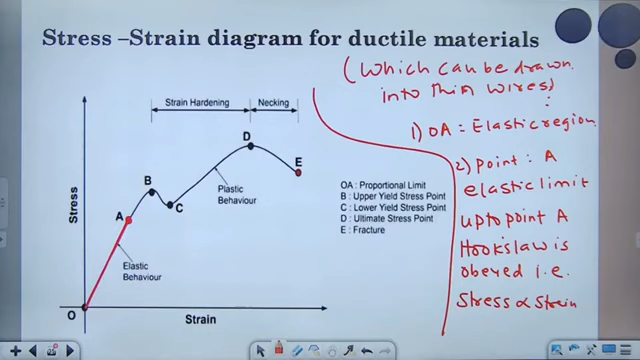 Stress –Strain diagram for ductile materials
(which can be drawn
into thin wires)
:
1) OA = Elastic region
2) point : A
elastic limit
upto point A
Hook's law is
obeyed i.e.
Stress ∝ Strain
Strain Hardening
Necking
D
B
E
A
C
Plastic
Behaviour
Elastic
Behaviour
Stress
O
Strain
OA : Proportional Limit
B : Upper Yield Stress Point
C : Lower Yield Stress Point
D : Ultimate Stress Point
E : Fracture